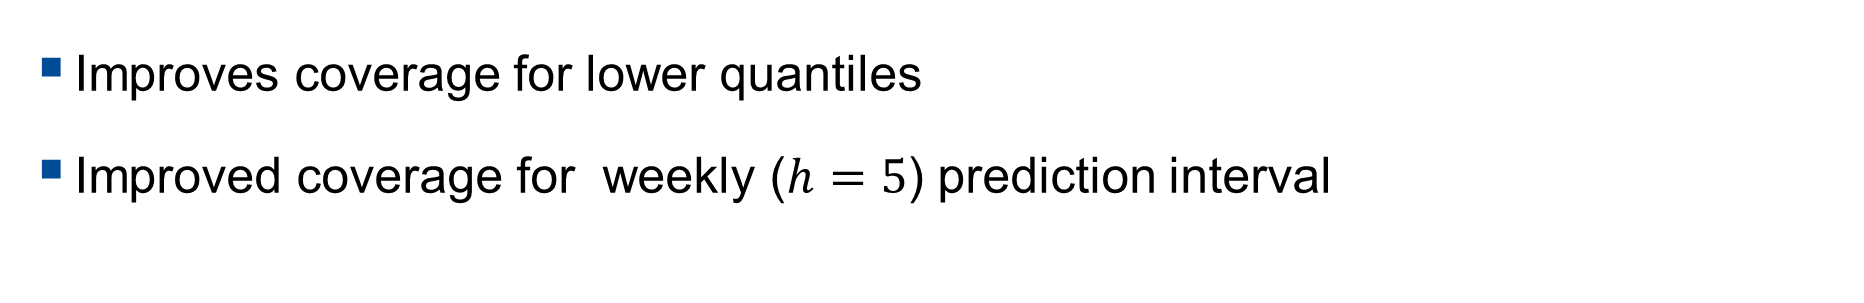 ▪ Improves coverage for lower quantiles
▪ Improved coverage for  weekly (ℎ = 5) prediction interval